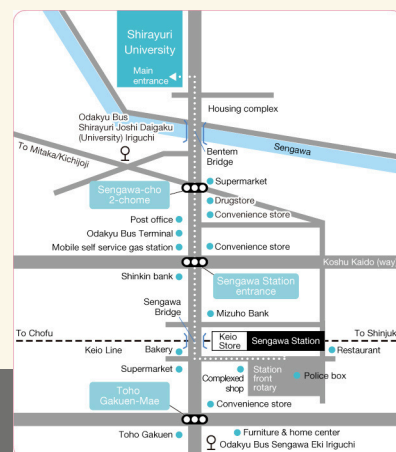 Shirayuri
University
Main
entrance
Housing complex
Odakyu Bus
Shirayuri Joshi Daigaku
(University) Iriguchi
To Mitaka/Kichijoji
Bentem
Bridge
Sengawa
Sengawa-cho
2-chome
Supermarket
Drugstore
Post office
Convenience store
Odakyu Bus Terminal
Mobile self service gas station
Convenience store
Koshu Kaido (way)
Shinkin bank
Sengawa Station
entrance
Sengawa
Bridge
Mizuho Bank
To Chofu
Keio
Store
Sengawa Station
To Shinjuk
Keio Line
Bakery
Restaurant
Supermarket
Complexed
shop
Station
front
rotary
Police box
Toho
Gakuen-Mae
Convenience store
Toho Gakuen
Furniture & home center
Odakyu Bus Sengawa Eki Iriguchi